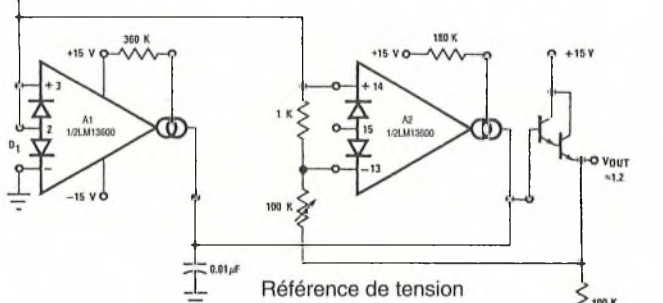 +15 V 360 K
+3
A1
1/2LM13600
2
D1
−
−15 V
0.01µF
1 K
100 K
+15 V 180 K
+ 14
A2
1/2LM13600
15
−13
+15 V
VOUT
≈1.2
Référence de tension
100 K